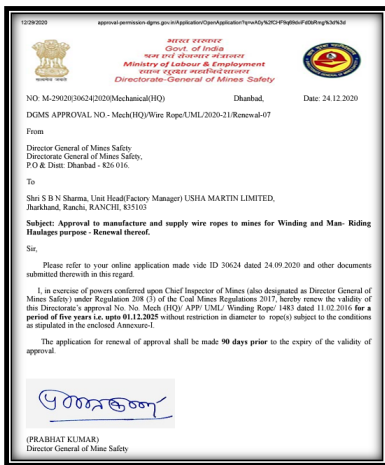 12/29/2020
approval-permission-dgms.gov.in/Application/OpenApplication?
भारत सरकार
Govt. of India
श्रम एवं रोजगार मंत्रालय
Ministry of Labour & Employment
खान सुरक्षा महानिदेशालय
Directorate-General of Mines Safety
NO: M-29020|30624|2020|Mechanical(HQ) Dhanbad, Date: 24.12.2020
DGMS APPROVAL NO.- Mech(HQ)/Wire Rope/UML/2020-21/Renewal-07
From
Director General of Mines Safety
Directorate General of Mines Safety,
P.O & Distt: Dhanbad - 826 016.
To
Shri S B N Sharma, Unit Head(Factory Manager) USHA MARTIN LIMITED,
Jharkhand, Ranchi, RANCHI, 835103
Subject: Approval to manufacture and supply wire ropes to mines for Winding and Man- Riding
Haulages purpose - Renewal thereof.
Sir,
Please refer to your online application made vide ID 30624 dated 24.09.2020 and other documents
submitted therewith in this regard.
I, in exercise of powers conferred upon Chief Inspector of Mines (also designated as Director General of
Mines Safety) under Regulation 208 (3) of the Coal Mines Regulations 2017, hereby renew the validity of
this Directorate's approval No. No. Mech (HQ)/ APP/ UML/ Winding Rope/ 1483 dated 11.02.2016 for a
period of five years i.e. upto 01.12.2025 without restriction in diameter to rope(s) subject to the conditions
as stipulated in the enclosed Annexure-I.
The application for renewal of approval shall be made 90 days prior to the expiry of the validity of
approval.
(PRABHAT KUMAR)
Director General of Mine Safety